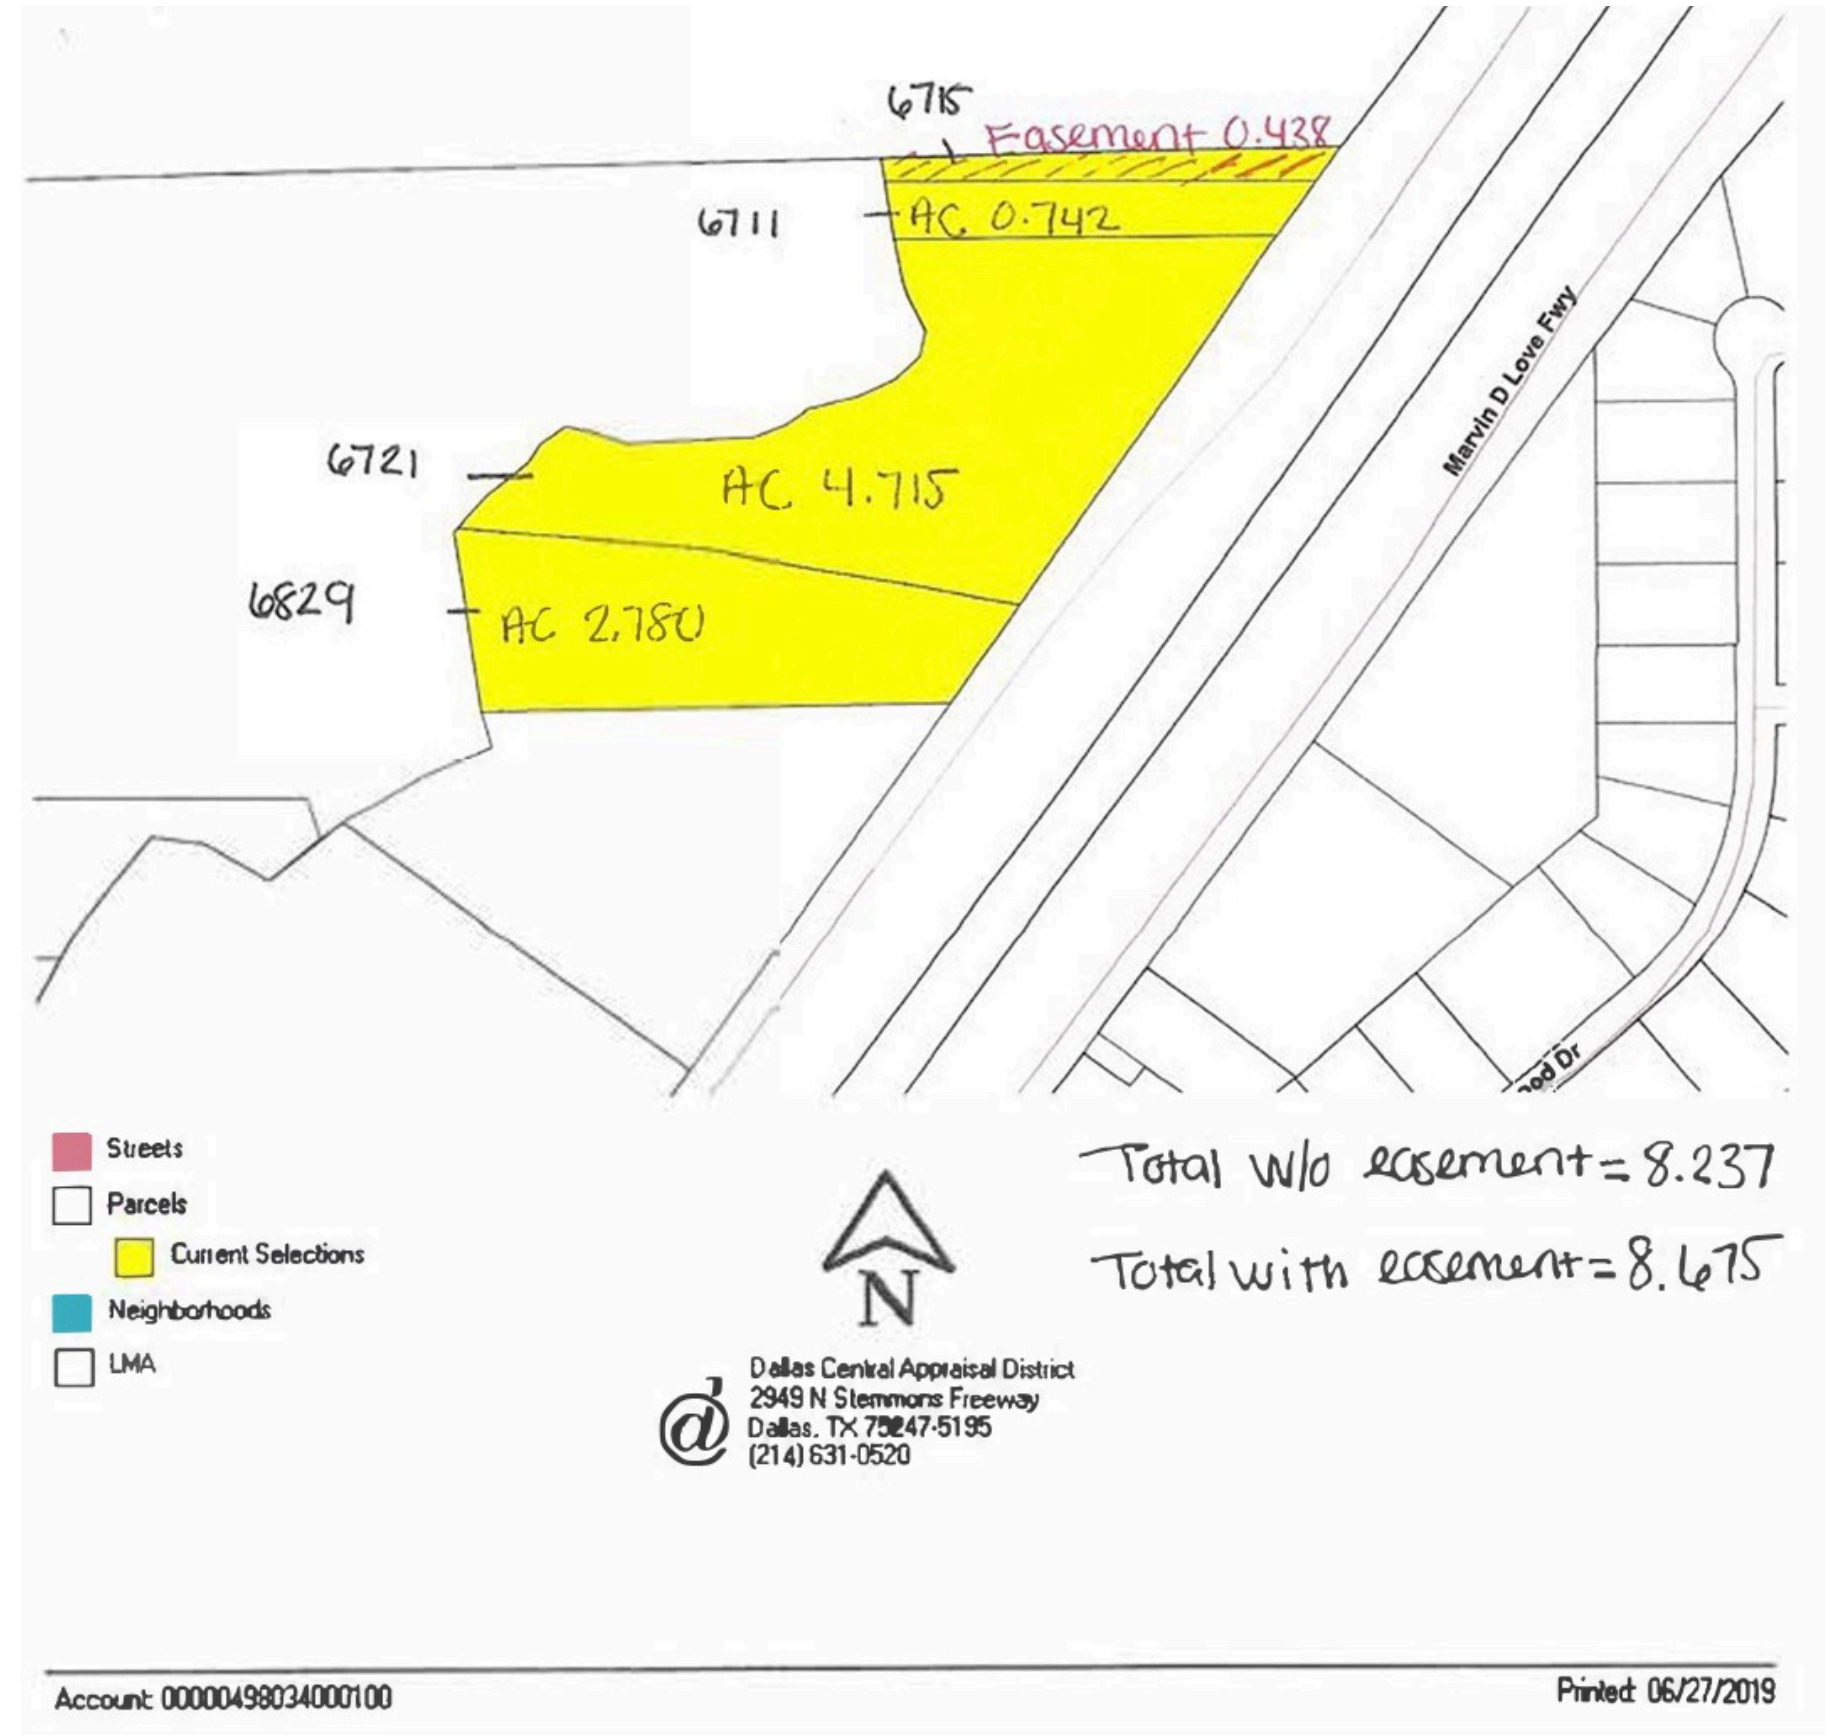 6715
Easement 0.438
6711
AC 0.742
Marvin D Love Fwy
6721
AC 4.715
6829
AC 2.780
ood Dr
Streets
Parcels
Current Selections
Neighborhoods
LMA
N
Total w/o easement = 8.237
Total with easement = 8.675
Dallas Central Appraisal District
2949 N Stemmons Freeway
Dallas, TX 75247-5195
(214) 631-0520
Account: 00000498034000100
Printed: 06/27/2019